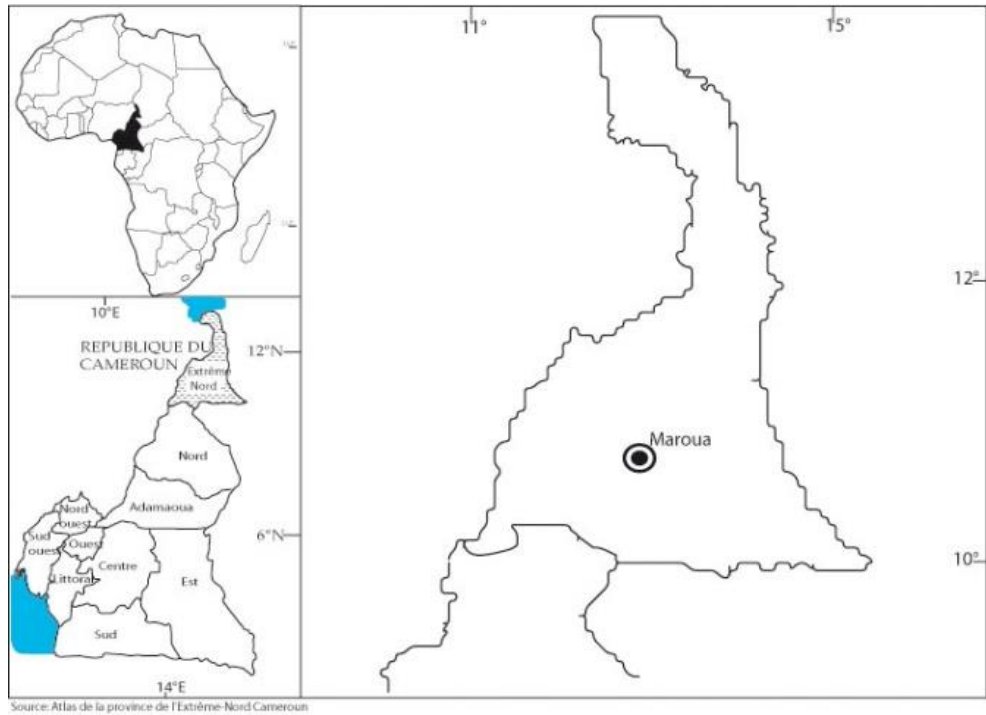 11°
15°
12°
Maroua
10°
10°E
REPUBLIQUE DU
CAMEROUN
12°N
Extrême
Nord
Nord
Adamaoua
Nord
ouest
6°N
Sud
ouest
Ouest
Centre
Littoral
Est
Sud
14°E
Source: Atlas de la province de l'Extrême-Nord Cameroun